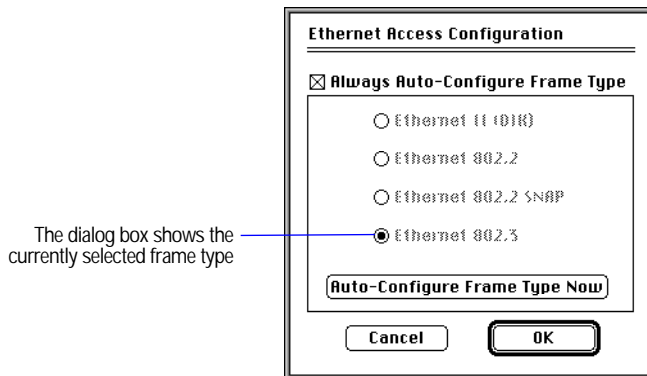 Ethernet Access Configuration
Always Auto-Configure Frame Type
Ethernet II (DIX)
Ethernet 802.2
Ethernet 802.2 SNAP
The dialog box shows the
currently selected frame type
Ethernet 802.3
Auto-Configure Frame Type Now
Cancel
OK